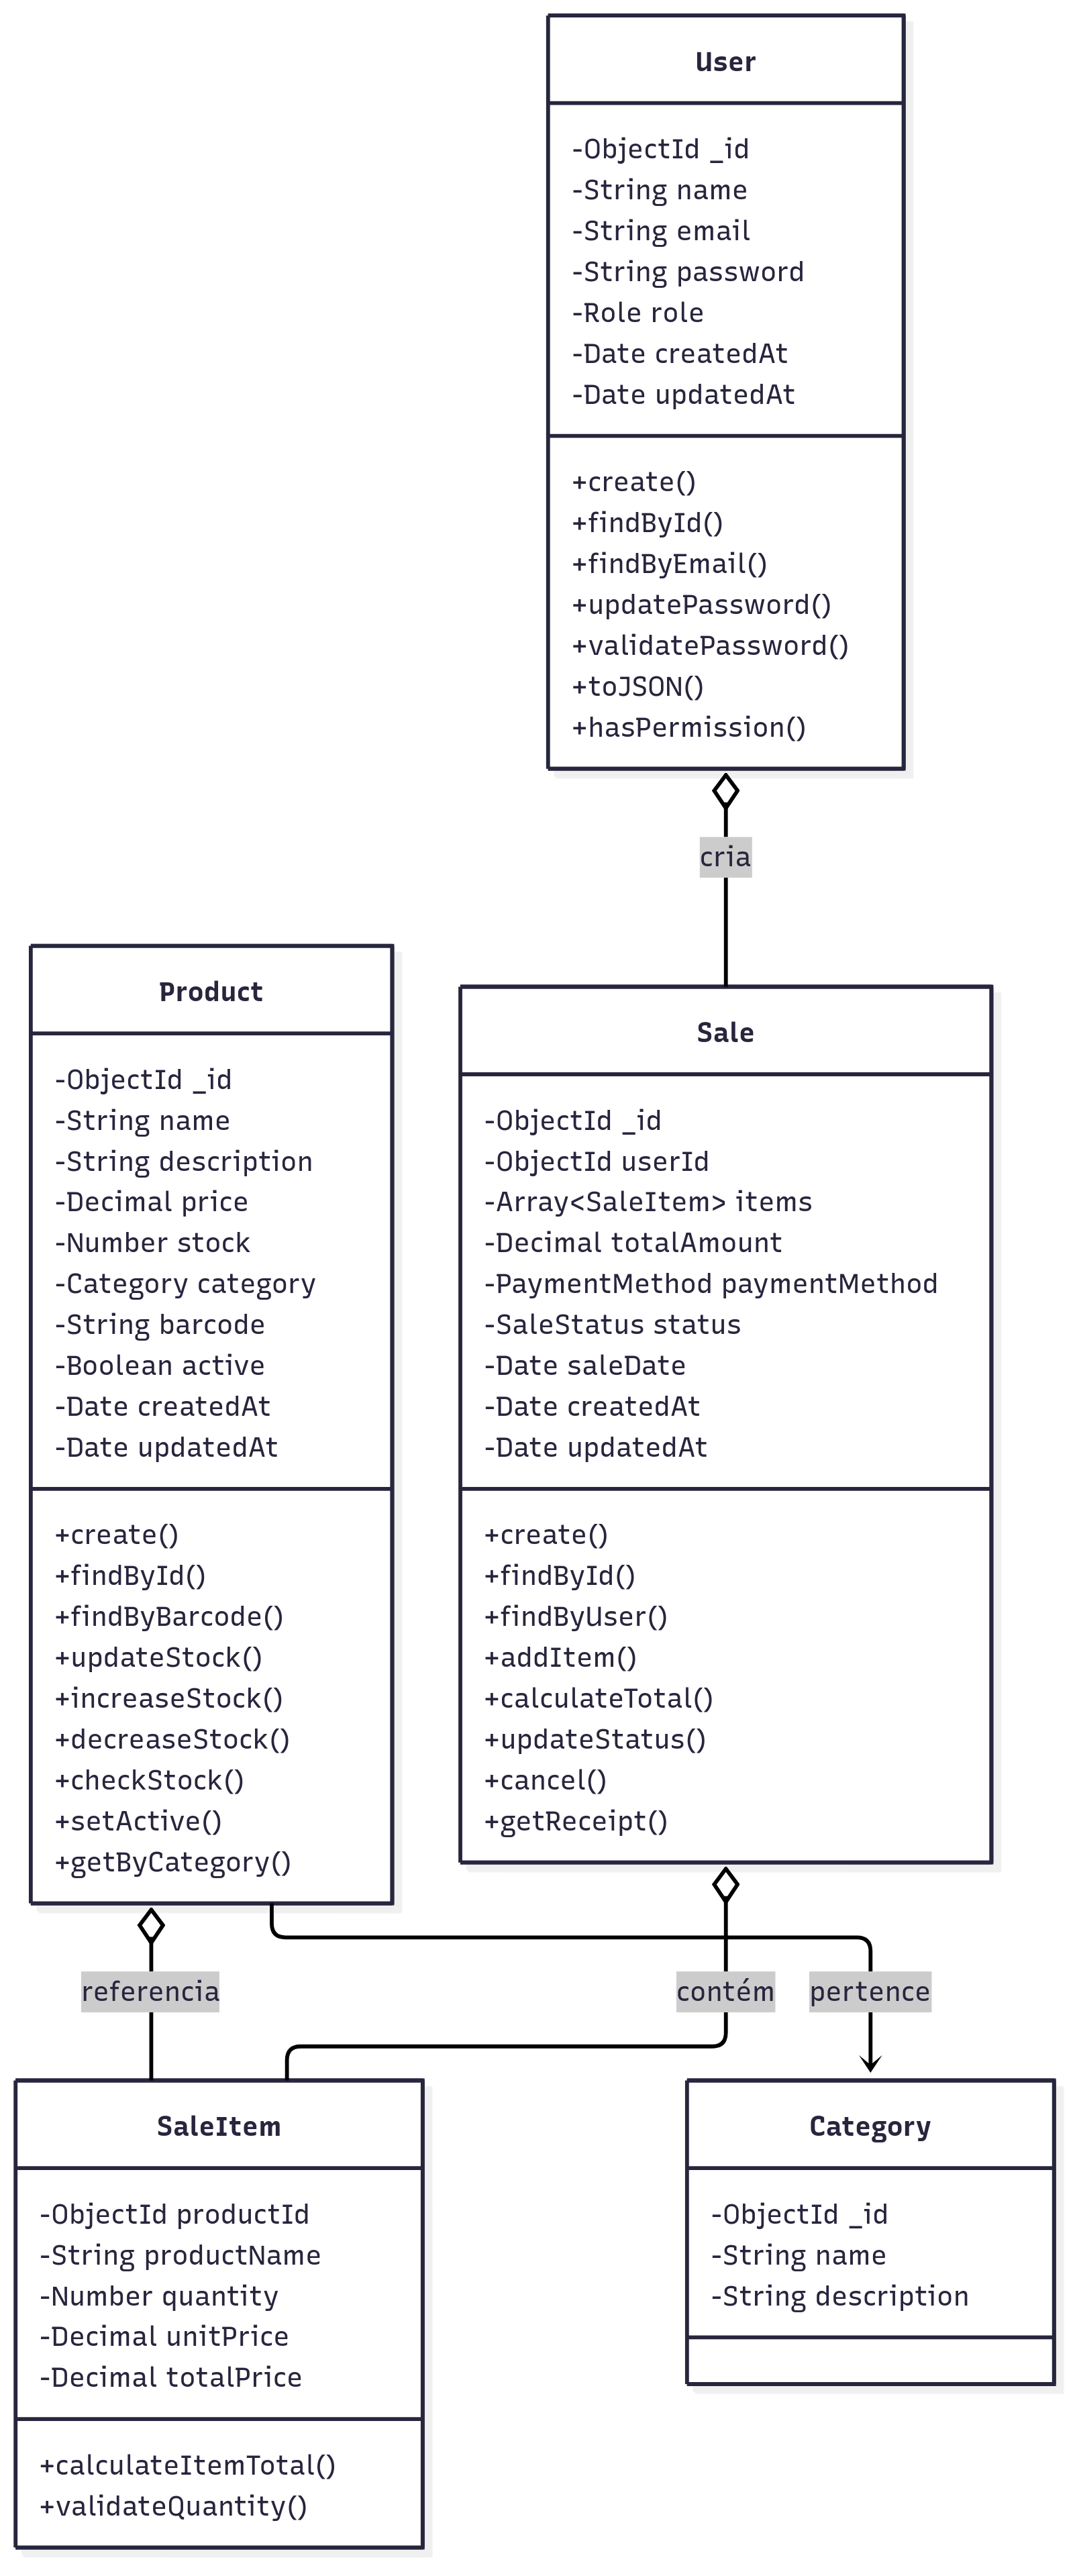 User
-ObjectId _id
-String name
-String email
-String password
-Role role
-Date createdAt
-Date updatedAt
+create()
+findById()
+findByEmail()
+updatePassword()
+validatePassword()
+toJSON()
+hasPermission()
cria
Product
-ObjectId _id
-String name
-String description
-Decimal price
-Number stock
-Category category
-String barcode
-Boolean active
-Date createdAt
-Date updatedAt
+create()
+findById()
+findByBarcode()
+updateStock()
+increaseStock()
+decreaseStock()
+checkStock()
+setActive()
+getByCategory()
Sale
-ObjectId _id
-ObjectId userId
-Array<SaleItem> items
-Decimal totalAmount
-PaymentMethod paymentMethod
-SaleStatus status
-Date saleDate
-Date createdAt
-Date updatedAt
+create()
+findById()
+findByUser()
+addItem()
+calculateTotal()
+updateStatus()
+cancel()
+getReceipt()
referencia
contém
pertence
SaleItem
-ObjectId productId
-String productName
-Number quantity
-Decimal unitPrice
-Decimal totalPrice
+calculateItemTotal()
+validateQuantity()
Category
-ObjectId _id
-String name
-String description